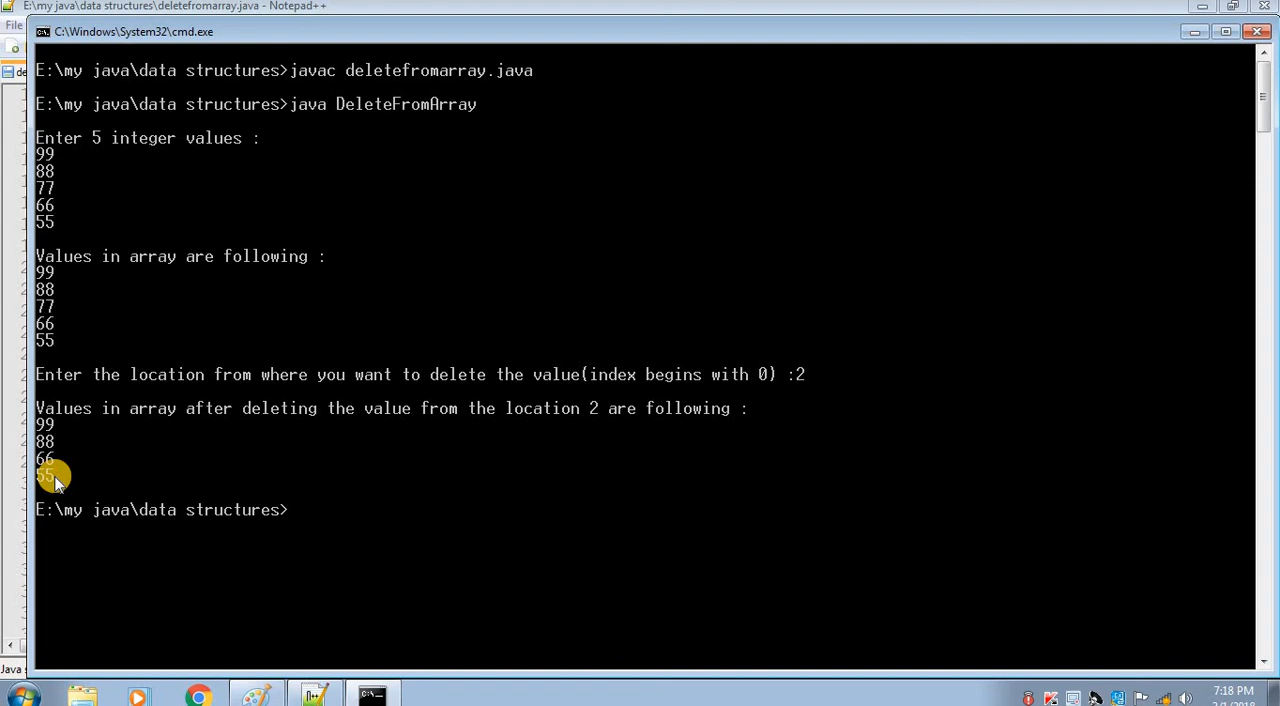 E:\my java\data structures\deletefromarray.java - Notepad++
File
C:\Windows\System32\cmd.exe
E:\my java\data structures>javac deletefromarray.java
E:\my java\data structures>java DeleteFromArray
Enter 5 integer values :
99
88
77
66
55
Values in array are following :
99
88
77
66
55
Enter the location from where you want to delete the value(index begins with 0) :2
Values in array after deleting the value from the location 2 are following :
99
88
66
55
E:\my java\data structures>
Java
7:18 PM